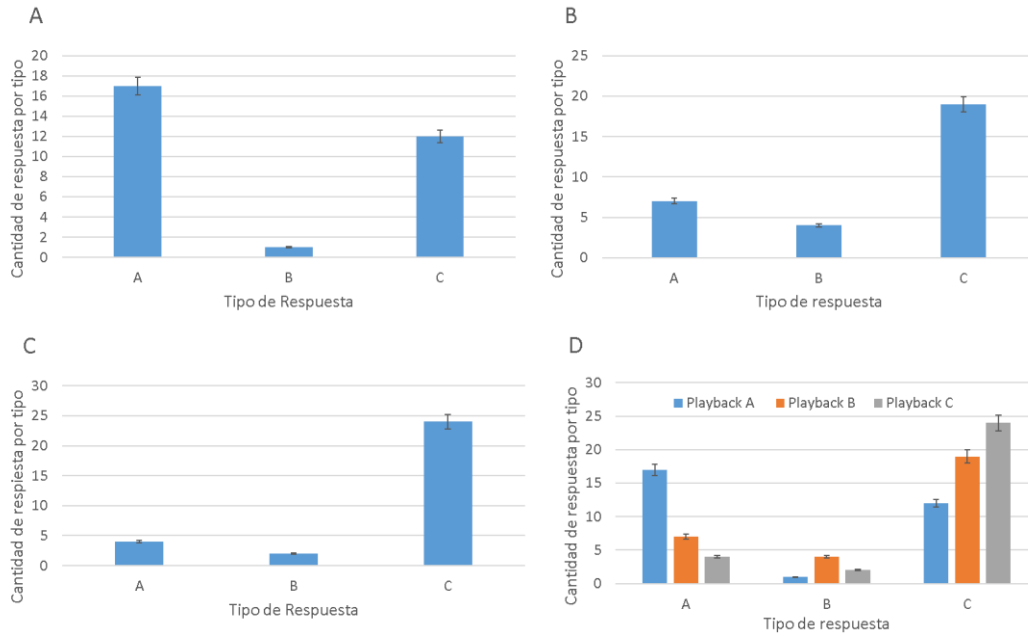 A
Cantidad de respuesta por tipo
20
18
16
14
12
10
8
6
4
2
0
A B C
Tipo de Respuesta
B
Cantidad de respuesta por tipo
25
20
15
10
5
0
A B C
Tipo de respuesta
C
Cantidad de respiesta por tipo
30
25
20
15
10
5
0
A B C
Tipo de Respuesta
D
Cantidad de respuesta por tipo
30
25
20
15
10
5
0
Playback A Playback B Playback C
A B C
Tipo de respuesta